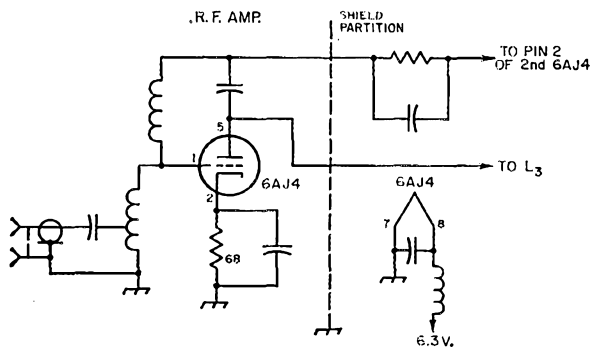 R.F. AMP.
SHIELD
PARTITION
TO PIN 2
OF 2nd 6AJ4
5
1
6AJ4
2
68
TO L3
6AJ4
7
8
6.3V.